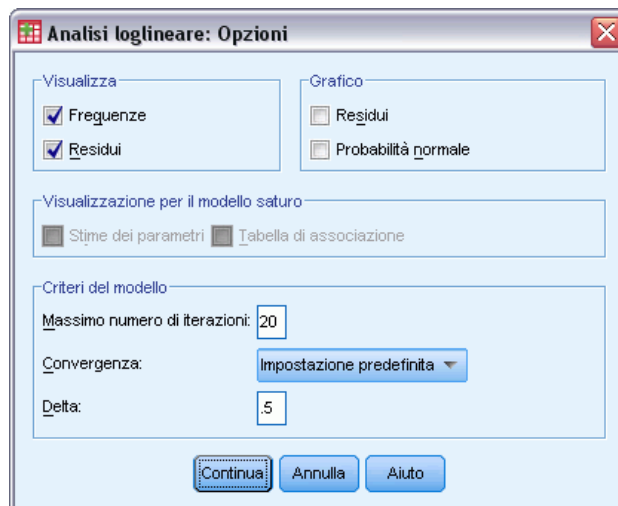 Analisi loglineare: Opzioni
Visualizza
Frequenze
Residui
Grafico
Residui
Probabilità normale
Visualizzazione per il modello saturo
Stime dei parametri Tabella di associazione
Criteri del modello
Massimo numero di iterazioni: 20
Convergenza: Impostazione predefinita
Delta: .5
Continua Annulla Aiuto